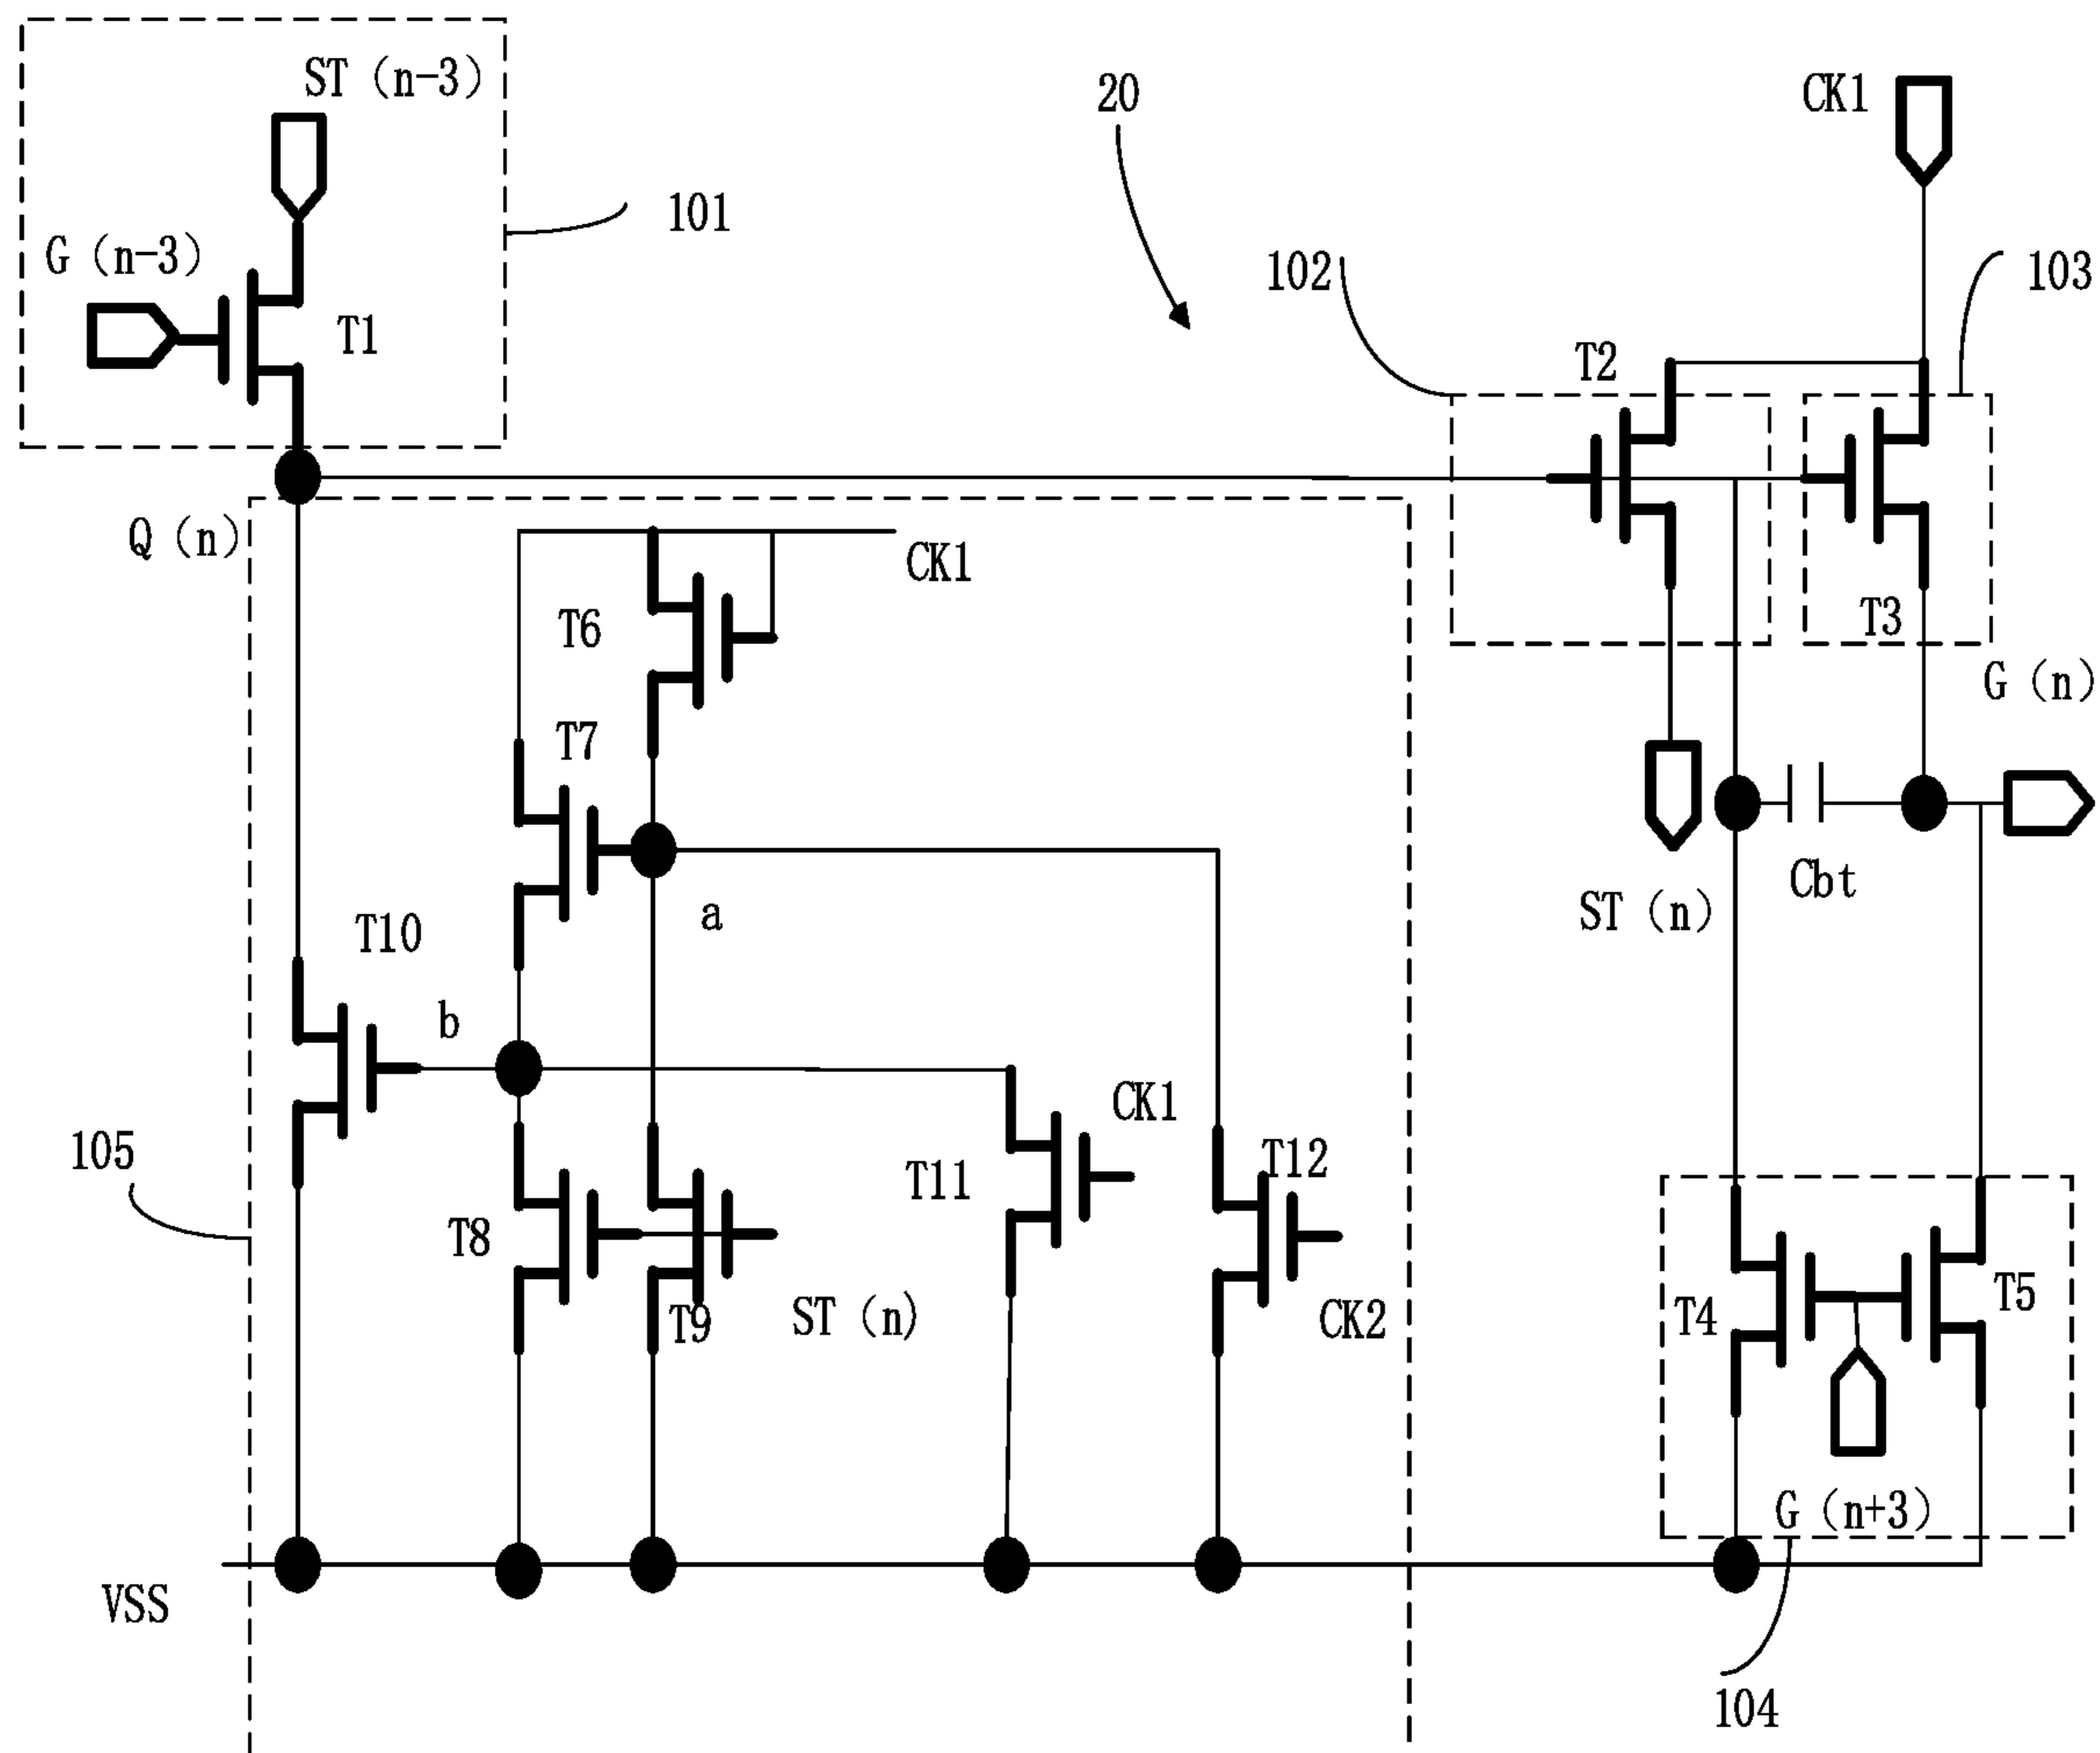 ST (n-3)
20
CK1
G (n-3)
101
102
103
T1
T2
Q (n)
CK1
T6
T3
G (n)
T7
Cbt
a
ST (n)
T10
b
CK1
105
T11
T12
T8
T9
ST (n)
CK2
T4
T5
G (n+3)
VSS
104